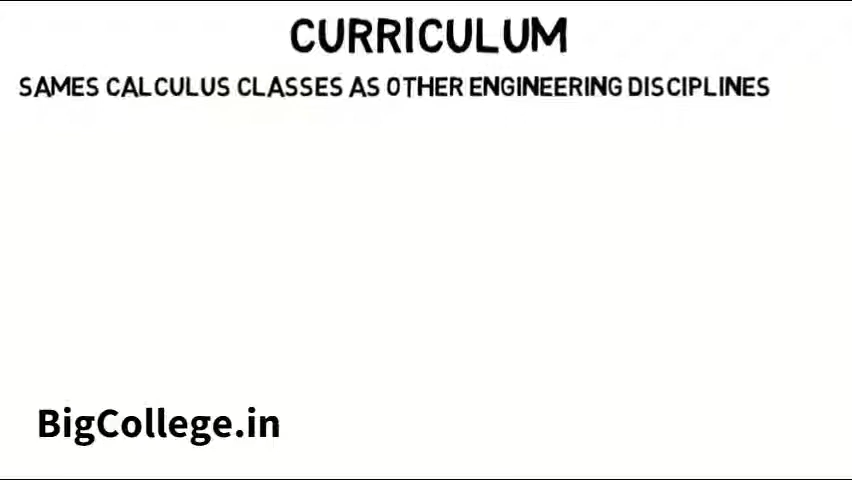 CURRICULUM
SAMES CALCULUS CLASSES AS OTHER ENGINEERING DISCIPLINES
BigCollege.in